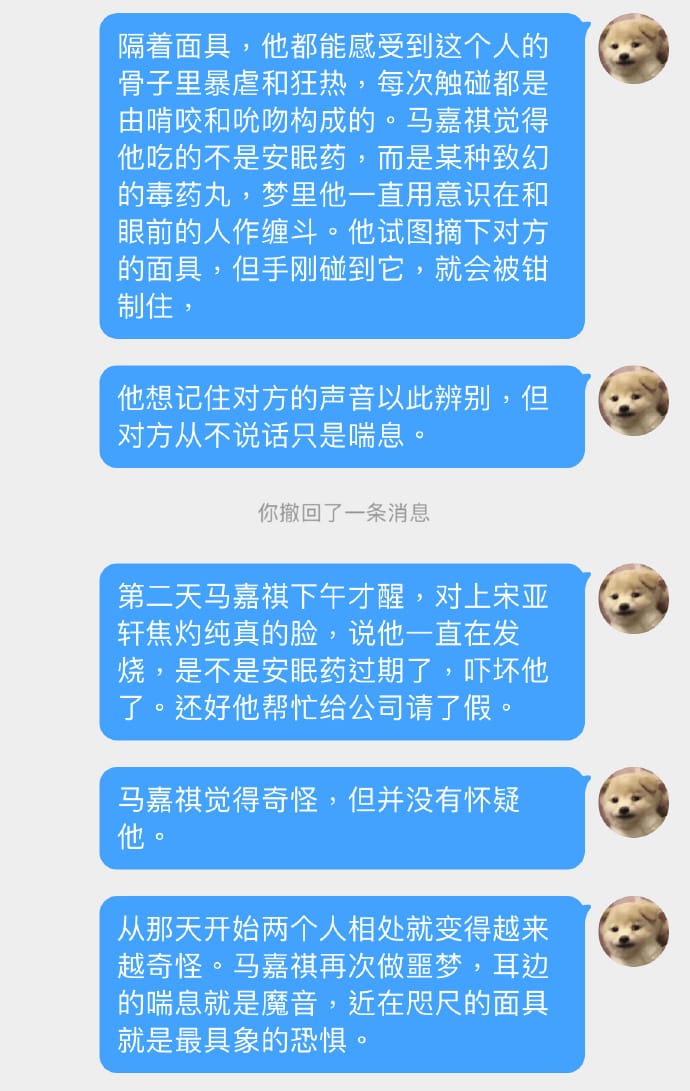 隔着面具，他都能感受到这个人的
骨子里暴虐和狂热，每次触碰都是
由啃咬和吮吻构成的。马嘉祺觉得
他吃的不是安眠药，而是某种致幻
的毒药丸，梦里他一直用意识在和
眼前的人作缠斗。他试图摘下对方
的面具，但手刚碰到它，就会被钳
制住，
他想记住对方的声音以此辨别，但
对方从不说话只是喘息。
你撤回了一条消息
第二天马嘉祺下午才醒，对上宋亚
轩焦灼纯真的脸，说他一直在发
烧，是不是安眠药过期了，吓坏他
了。还好他帮忙给公司请了假。
马嘉祺觉得奇怪，但并没有怀疑
他。
从那天开始两个人相处就变得越来
越奇怪。马嘉祺再次做噩梦，耳边
的喘息就是魔音，近在咫尺的面具
就是最具象的恐惧。